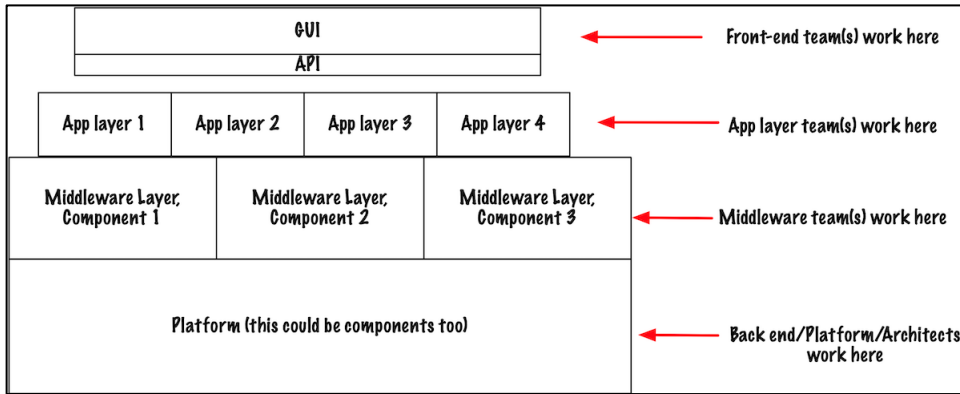 GUI
Front-end team(s) work here
API
App layer 1
App layer 2
App layer 3
App layer 4
App layer team(s) work here
Middleware Layer,
Component 1
Middleware Layer,
Component 2
Middleware Layer,
Component 3
Middleware team(s) work here
Platform (this could be components too)
Back end/Platform/Architects
work here